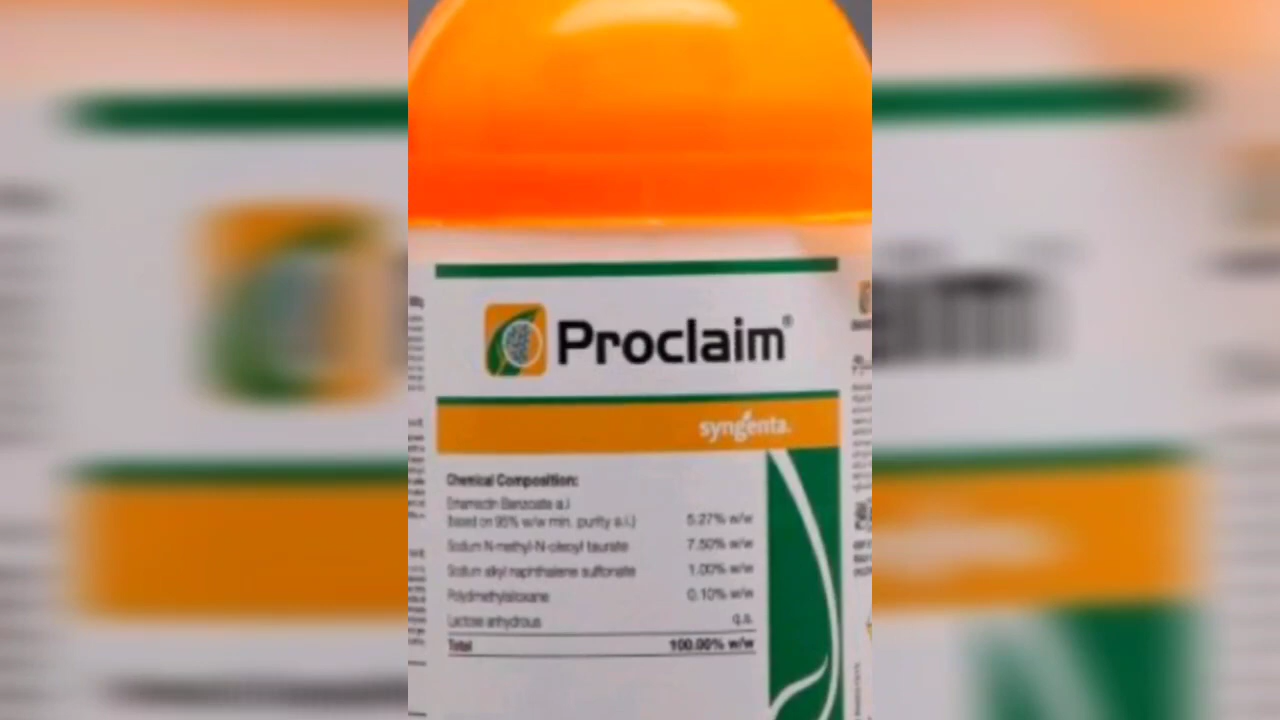 Proclaim®
syngenta.
Chemical Composition:
Emamectin Benzoate a.i
(based on 95% w/w min. purity a.i.) 5.27% w/w
Sodium N-methyl-N-oleoyl taurate 7.50% w/w
Sodium alkyl naphthalene sulfonate 1.00% w/w
Polydimethylsiloxane 0.10% w/w
Lactose anhydrous q.s.
Total 100.00% w/w